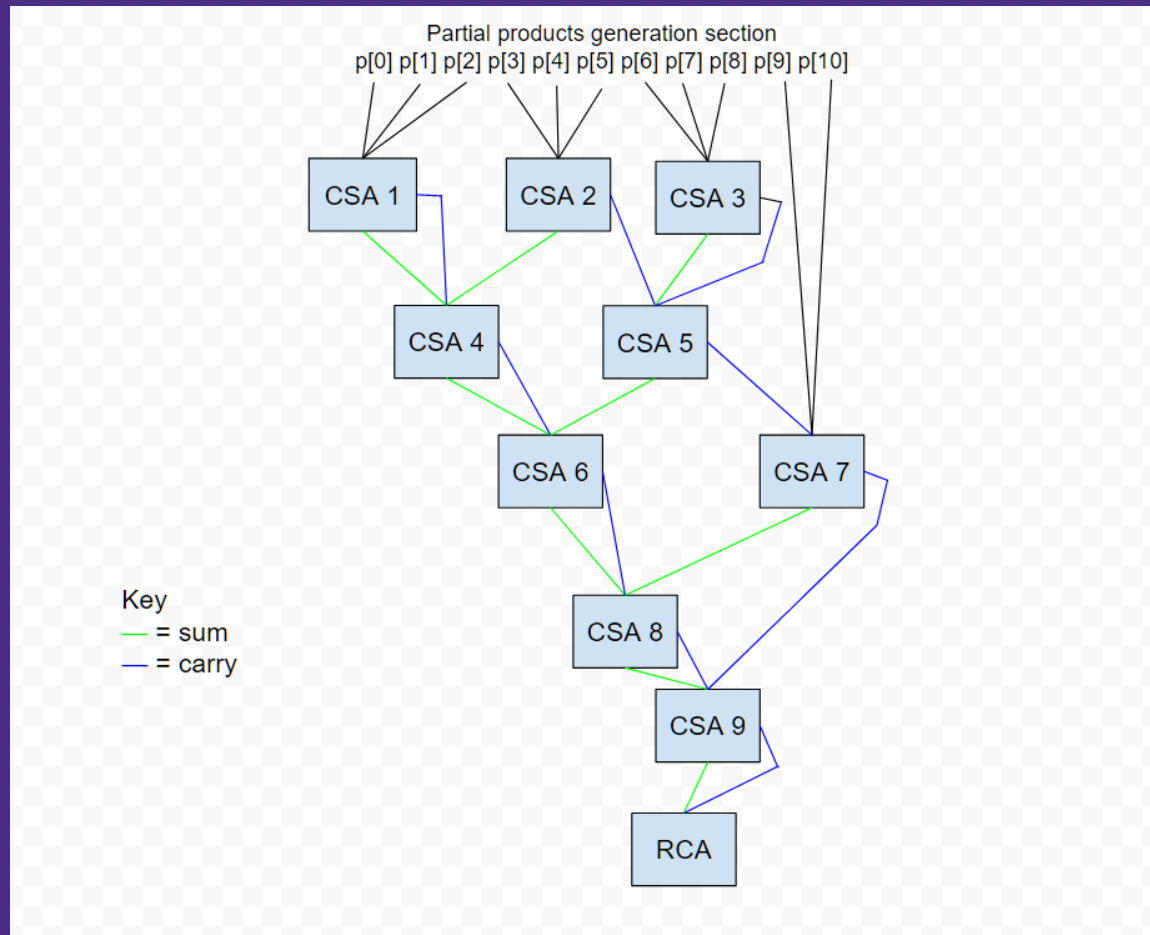 Partial products generation section
p[0] p[1] p[2] p[3] p[4] p[5] p[6] p[7] p[8] p[9] p[10]
CSA 1
CSA 2
CSA 3
CSA 4
CSA 5
CSA 6
CSA 7
CSA 8
Key
= sum
= carry
CSA 9
RCA